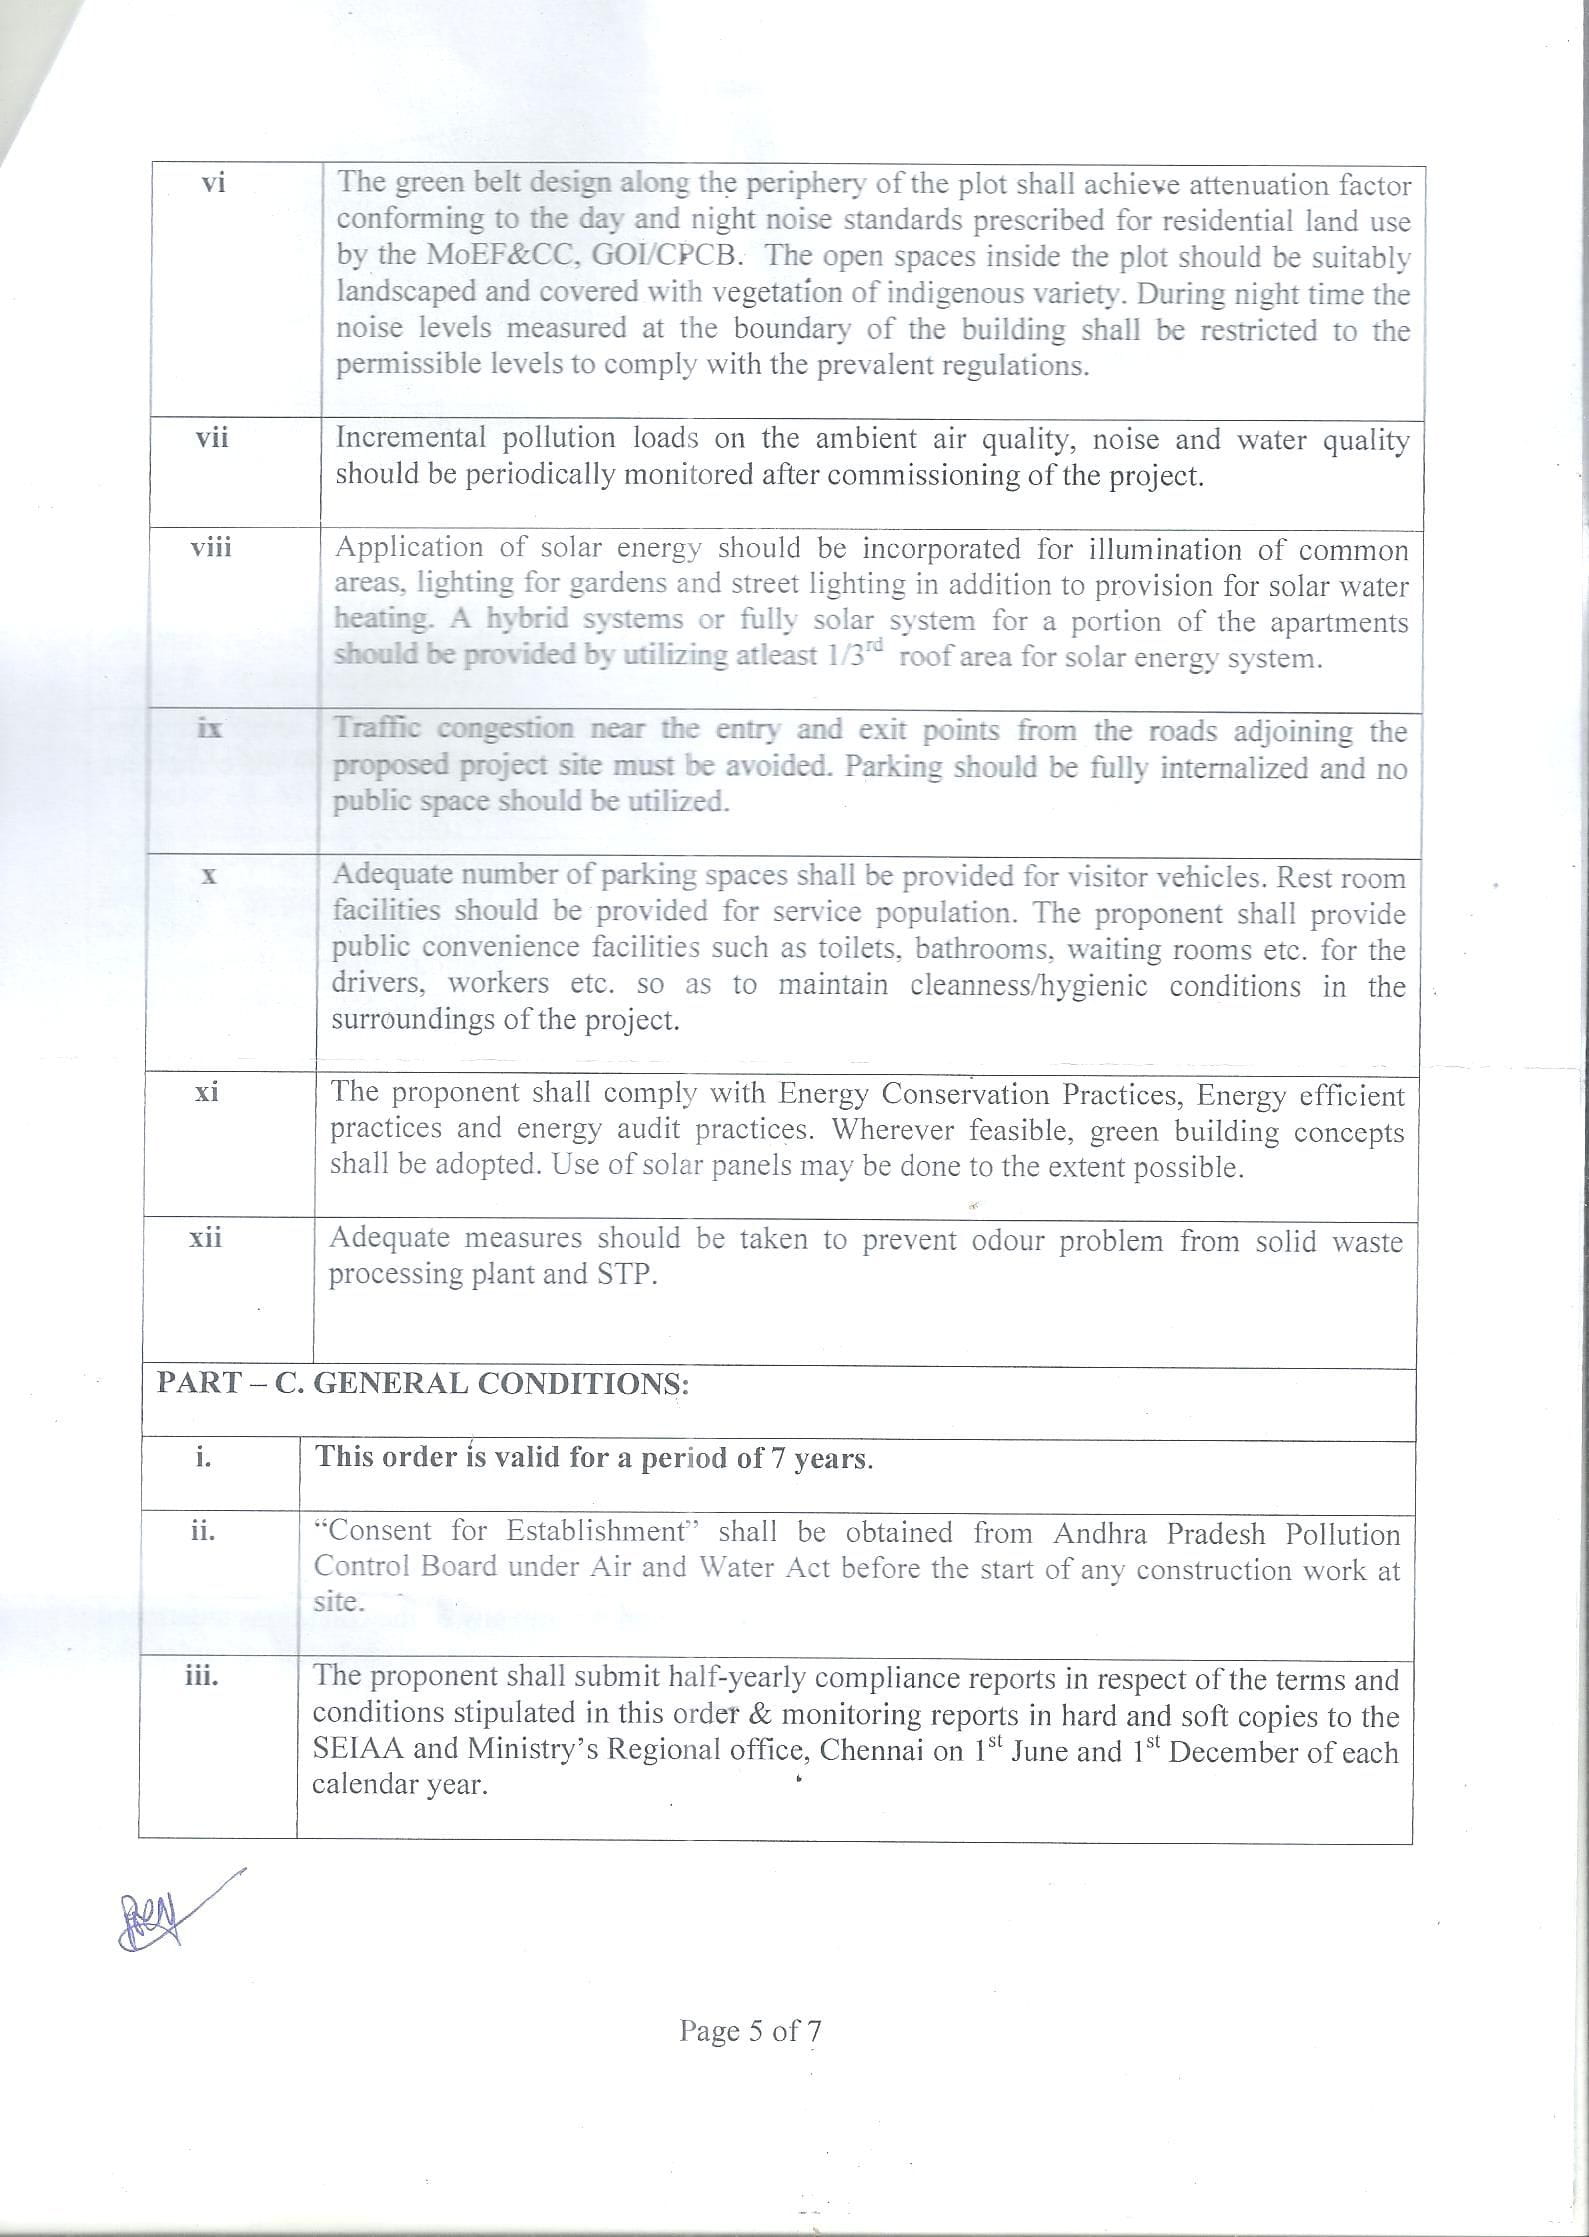 vi The green belt design along the periphery of the plot shall achieve attenuation factor
conforming to the day and night noise standards prescribed for residential land use
by the MoEF&CC, GOI/CPCB. The open spaces inside the plot should be suitably
landscaped and covered with vegetation of indigenous variety. During night time the
noise levels measured at the boundary of the building shall be restricted to the
permissible levels to comply with the prevalent regulations.
vii Incremental pollution loads on the ambient air quality, noise and water quality
should be periodically monitored after commissioning of the project.
viii Application of solar energy should be incorporated for illumination of common
areas, lighting for gardens and street lighting in addition to provision for solar water
heating. A hybrid systems or fully solar system for a portion of the apartments
should be provided by utilizing atleast 1/3rd roof area for solar energy system.
ix Traffic congestion near the entry and exit points from the roads adjoining the
proposed project site must be avoided. Parking should be fully internalized and no
public space should be utilized.
x Adequate number of parking spaces shall be provided for visitor vehicles. Rest room
facilities should be provided for service population. The proponent shall provide
public convenience facilities such as toilets, bathrooms, waiting rooms etc. for the
drivers, workers etc. so as to maintain cleanness/hygienic conditions in the
surroundings of the project.
xi The proponent shall comply with Energy Conservation Practices, Energy efficient
practices and energy audit practices. Wherever feasible, green building concepts
shall be adopted. Use of solar panels may be done to the extent possible.
xii Adequate measures should be taken to prevent odour problem from solid waste
processing plant and STP.
PART – C. GENERAL CONDITIONS:
i. This order is valid for a period of 7 years.
ii. “Consent for Establishment” shall be obtained from Andhra Pradesh Pollution
Control Board under Air and Water Act before the start of any construction work at
site.
iii. The proponent shall submit half-yearly compliance reports in respect of the terms and
conditions stipulated in this order & monitoring reports in hard and soft copies to the
SEIAA and Ministry’s Regional office, Chennai on 1st June and 1st December of each
calendar year.
Page 5 of 7